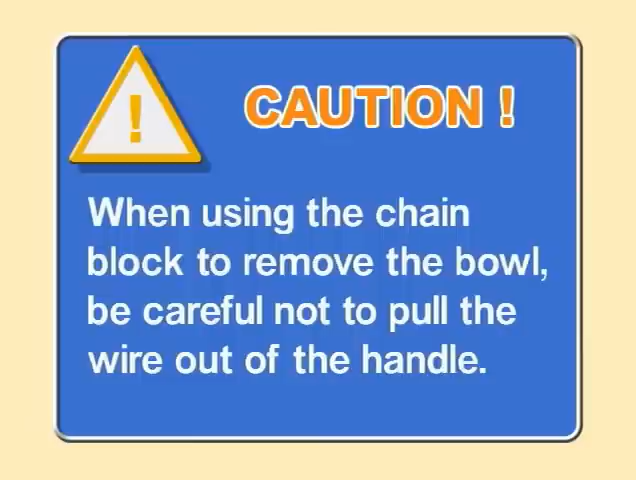 !
CAUTION !
When using the chain
block to remove the bowl,
be careful not to pull the
wire out of the handle.